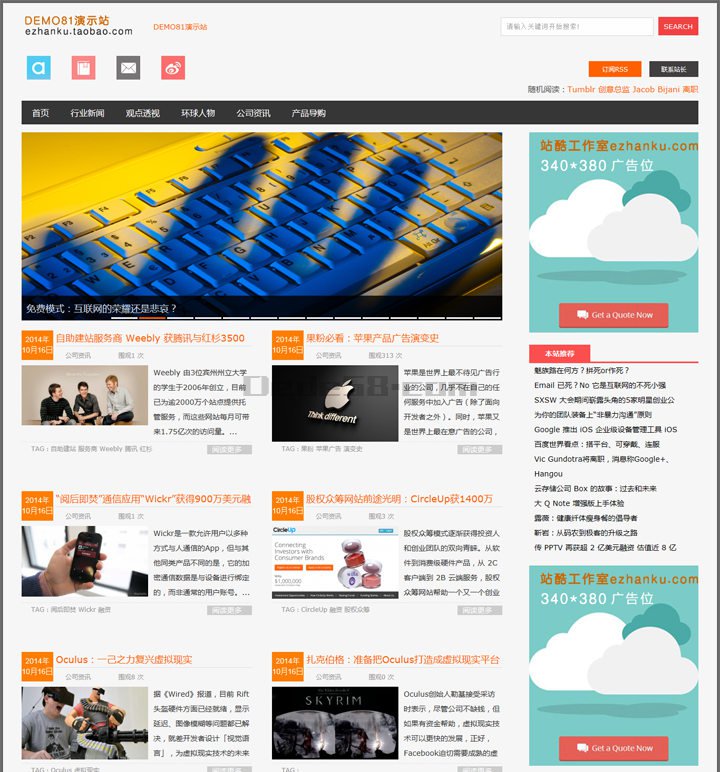 DEMO81演示站
ezhanku.taobao.com
DEMO81演示站
请输入关键词开始搜索!
SEARCH
订阅RSS
联系站长
随机阅读：Tumblr 创意总监 Jacob Bijani 离职
首页 行业新闻 观点透视 环球人物 公司资讯 产品导购
免费模式：互联网的荣耀还是悲哀？
站酷工作室ezhanku.com
340*380 广告位
Get a Quote Now
2014年
10月16日
自助建站服务商 Weebly 获腾讯与红杉3500
公司资讯 围观1 次
Weebly 由3位宾州州立大学
的学生于2006年创立，目前
已为逾2000万个站点提供托
管服务，而这些网站每月可带
来1.75亿次的访问量。...
TAG：自助建站 服务商 Weebly 腾讯 红杉
阅读更多
2014年
10月16日
果粉必看：苹果产品广告演变史
公司资讯 围观313 次
Think different
苹果是世界上最不待见广告行
业的公司，几乎不在自己的任
何服务中加入广告（除了面向
开发者之外）。同时，苹果又
是世界上最在意广告的公司，
TAG：果粉 苹果广告 演变史
阅读更多
本站推荐
魅族路在何方？拼死or作死？
Email 已死？No 它是互联网的不死小强
SXSW 大会期间崭露头角的5家明星创业公
为你的团队装备上“非暴力沟通”原则
Google 推出 iOS 企业级设备管理工具 iOS
百度世界看点：搭平台、可穿戴、连服
Vic Gundotra将离职，消息称Google+、
Hangou
云存储公司 Box 的故事：过去和未来
大 Q Note 增强版上手体验
露薇：健康纤体瘦身餐的倡导者
靳岩：从码农到极客的升级之路
传 PPTV 再获超 2 亿美元融资 估值近 8 亿
2014年
10月16日
“阅后即焚”通信应用“Wickr”获得900万美元融
公司资讯 围观1 次
Wickr是一款允许用户以多种
方式与人通信的App，但与其
他同类产品不同的是，它的加
密通信数据是与设备进行绑定
的，而非通常的用户账号。...
TAG：阅后即焚 Wickr 融资
阅读更多
2014年
10月16日
股权众筹网站前途光明：CircleUp获1400万
公司资讯 围观3 次
CircleUp
Connecting
Investors with
Consumer Brands
$1,000,000
股权众筹模式逐渐获得投资人
和创业团队的双向青睐。从软
件到消费级硬件产品，从 2C
客户端到 2B 云端服务，股权
众筹网站帮助一个又一个创业
TAG：CircleUp 融资 股权众筹
阅读更多
站酷工作室ezhanku.com
340*380 广告位
Get a Quote Now
2014年
10月16日
Oculus：一己之力复兴虚拟现实
公司资讯 围观8 次
据《Wired》报道，目前 Rift
头盔硬件方面已经就绪，显示
延迟、图像模糊等问题都已解
决，就差开发者设计「视觉语
言」，为虚拟现实技术的未来
TAG：Oculus 虚拟现实
阅读更多
2014年
10月16日
扎克伯格：准备把Oculus打造成虚拟现实平台
公司资讯 围观0 次
SKYRIM
Oculus创始人勒基接受采访
时表示，尽管公司不缺钱，但
如果有资金帮助，虚拟现实技
术可以更快的发展，正好，
Facebook迫切需要成熟的虚
TAG：
阅读更多